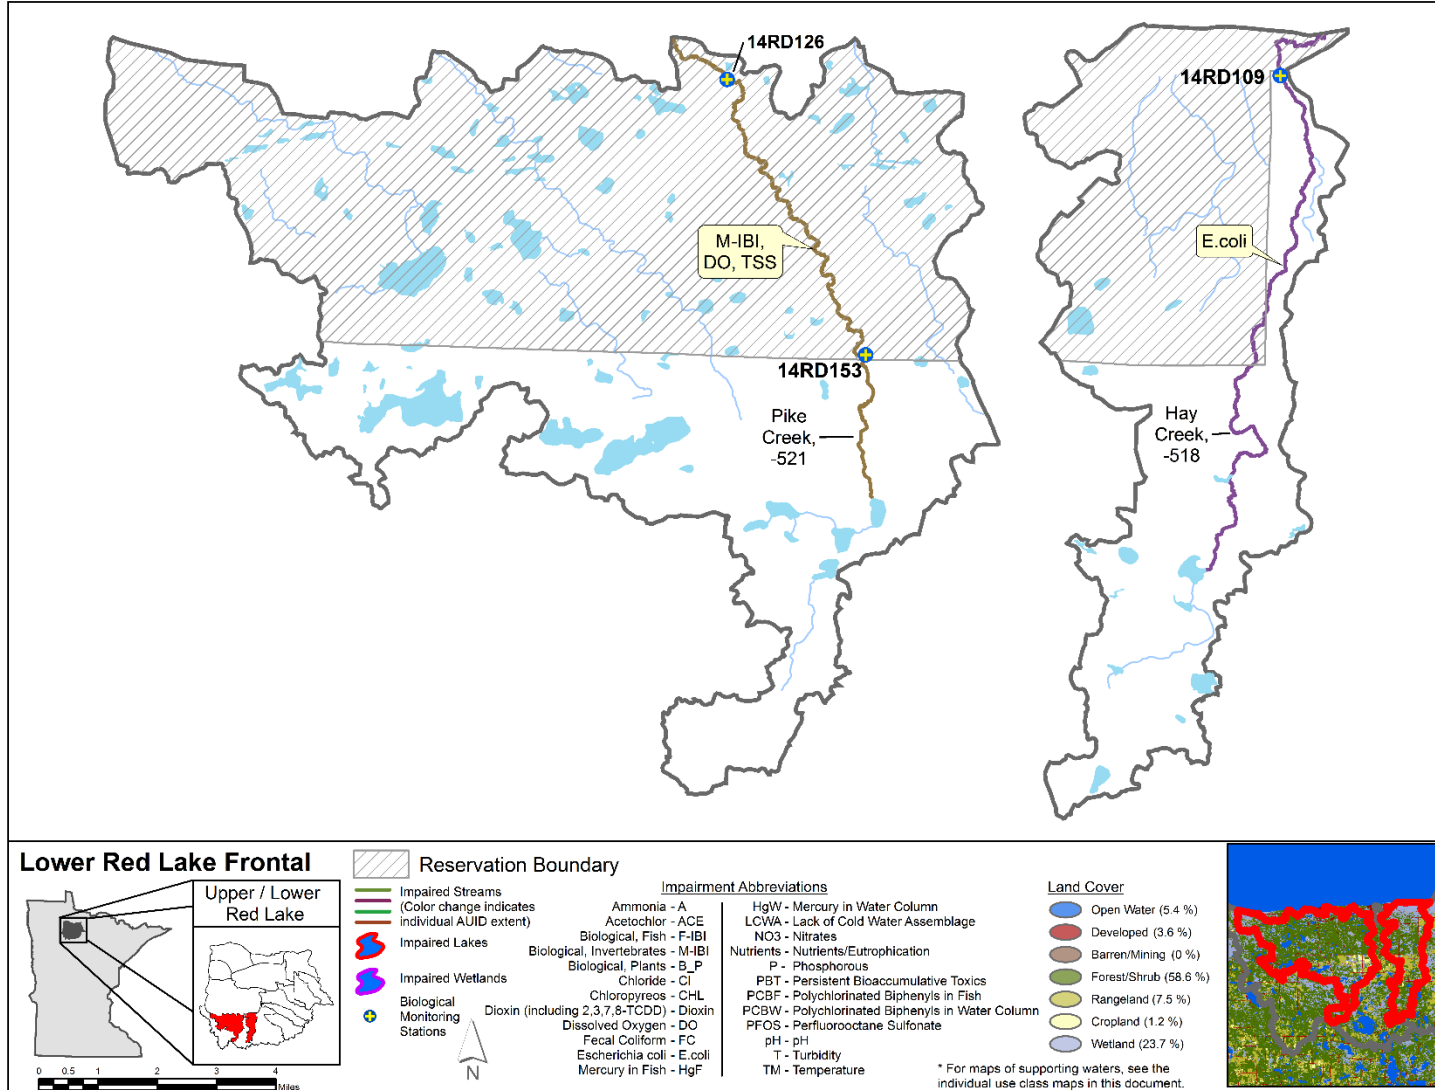 14RD126
14RD109
M-IBI,
DO, TSS
E.coli
14RD153
Pike
Creek,
-521
Hay
Creek,
-518
Lower Red Lake Frontal
Upper / Lower
Red Lake
0 0.5 1 2 3 4
Miles
Reservation Boundary
Impaired Streams
(Color change indicates
individual AUID extent)
Impaired Lakes
Impaired Wetlands
Biological
Monitoring
Stations
N
Impairment Abbreviations
Ammonia - A
Acetochlor - ACE
Biological, Fish - F-IBI
Biological, Invertebrates - M-IBI
Biological, Plants - B_P
Chloride - Cl
Chloropyreos - CHL
Dioxin (including 2,3,7,8-TCDD) - Dioxin
Dissolved Oxygen - DO
Fecal Coliform - FC
Escherichia coli - E.coli
Mercury in Fish - HgF
HgW - Mercury in Water Column
LCWA - Lack of Cold Water Assemblage
NO3 - Nitrates
Nutrients - Nutrients/Eutrophication
P - Phosphorous
PBT - Persistent Bioaccumulative Toxics
PCBF - Polychlorinated Biphenyls in Fish
PCBW - Polychlorinated Biphenyls in Water Column
PFOS - Perfluorooctane Sulfonate
pH - pH
T - Turbidity
TM - Temperature
Land Cover
Open Water (5.4 %)
Developed (3.6 %)
Barren/Mining (0 %)
Forest/Shrub (58.6 %)
Rangeland (7.5 %)
Cropland (1.2 %)
Wetland (23.7 %)
* For maps of supporting waters, see the
individual use class maps in this document.